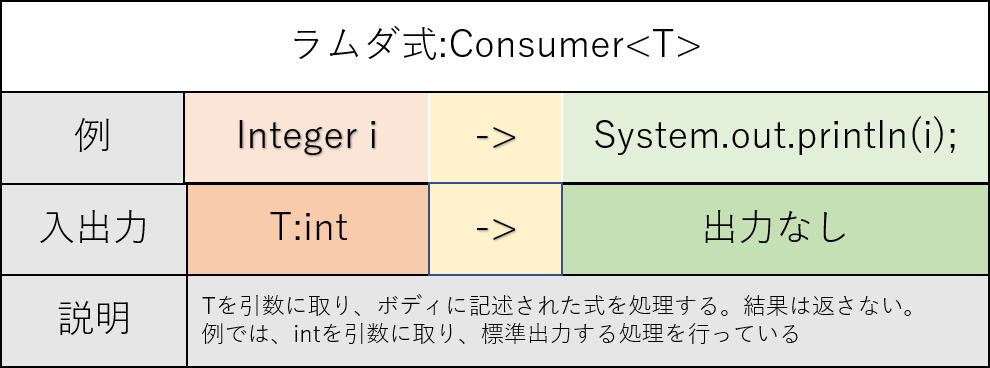 ラムダ式:Consumer<T>
例 Integer i -> System.out.println(i);
入出力 T:int -> 出力なし
説明 Tを引数に取り、ボディに記述された式を処理する。結果は返さない。
例では、intを引数に取り、標準出力する処理を行っている